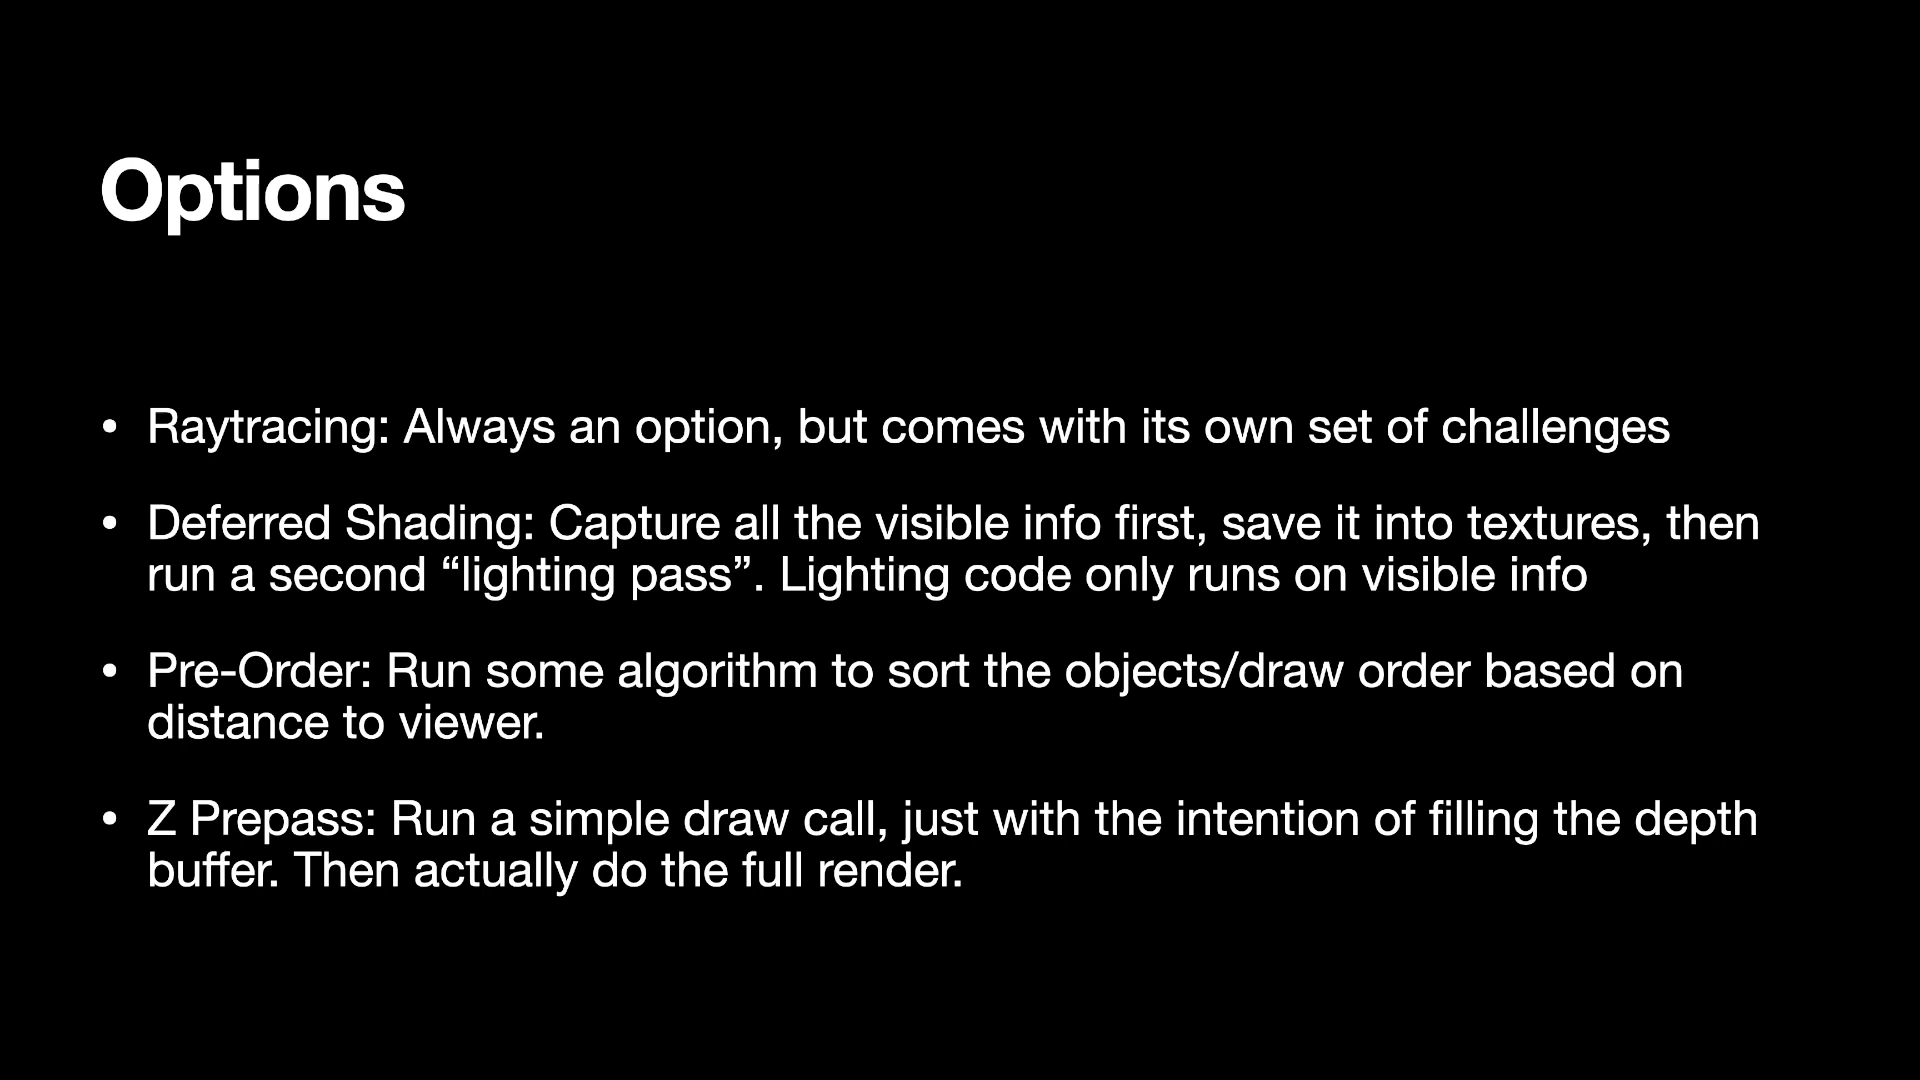 Options
• Raytracing: Always an option, but comes with its own set of challenges
• Deferred Shading: Capture all the visible info first, save it into textures, then
run a second “lighting pass”. Lighting code only runs on visible info
• Pre-Order: Run some algorithm to sort the objects/draw order based on
distance to viewer.
• Z Prepass: Run a simple draw call, just with the intention of filling the depth
buffer. Then actually do the full render.